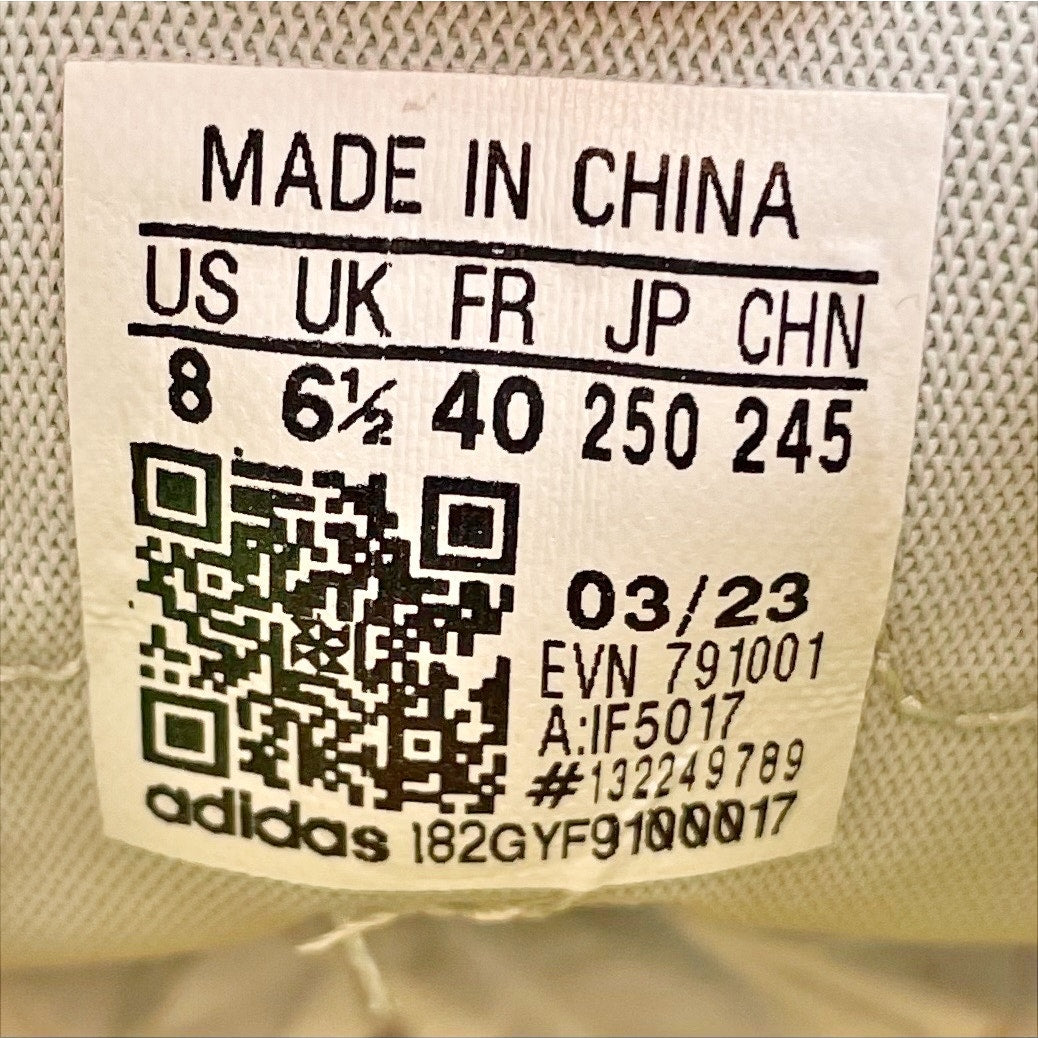 MADE IN CHINA
US UK FR JP CHN
8 6½ 40 250 245
03/23
EVN 791001
A:IF5017
#132249789
adidas 182GYF9100017